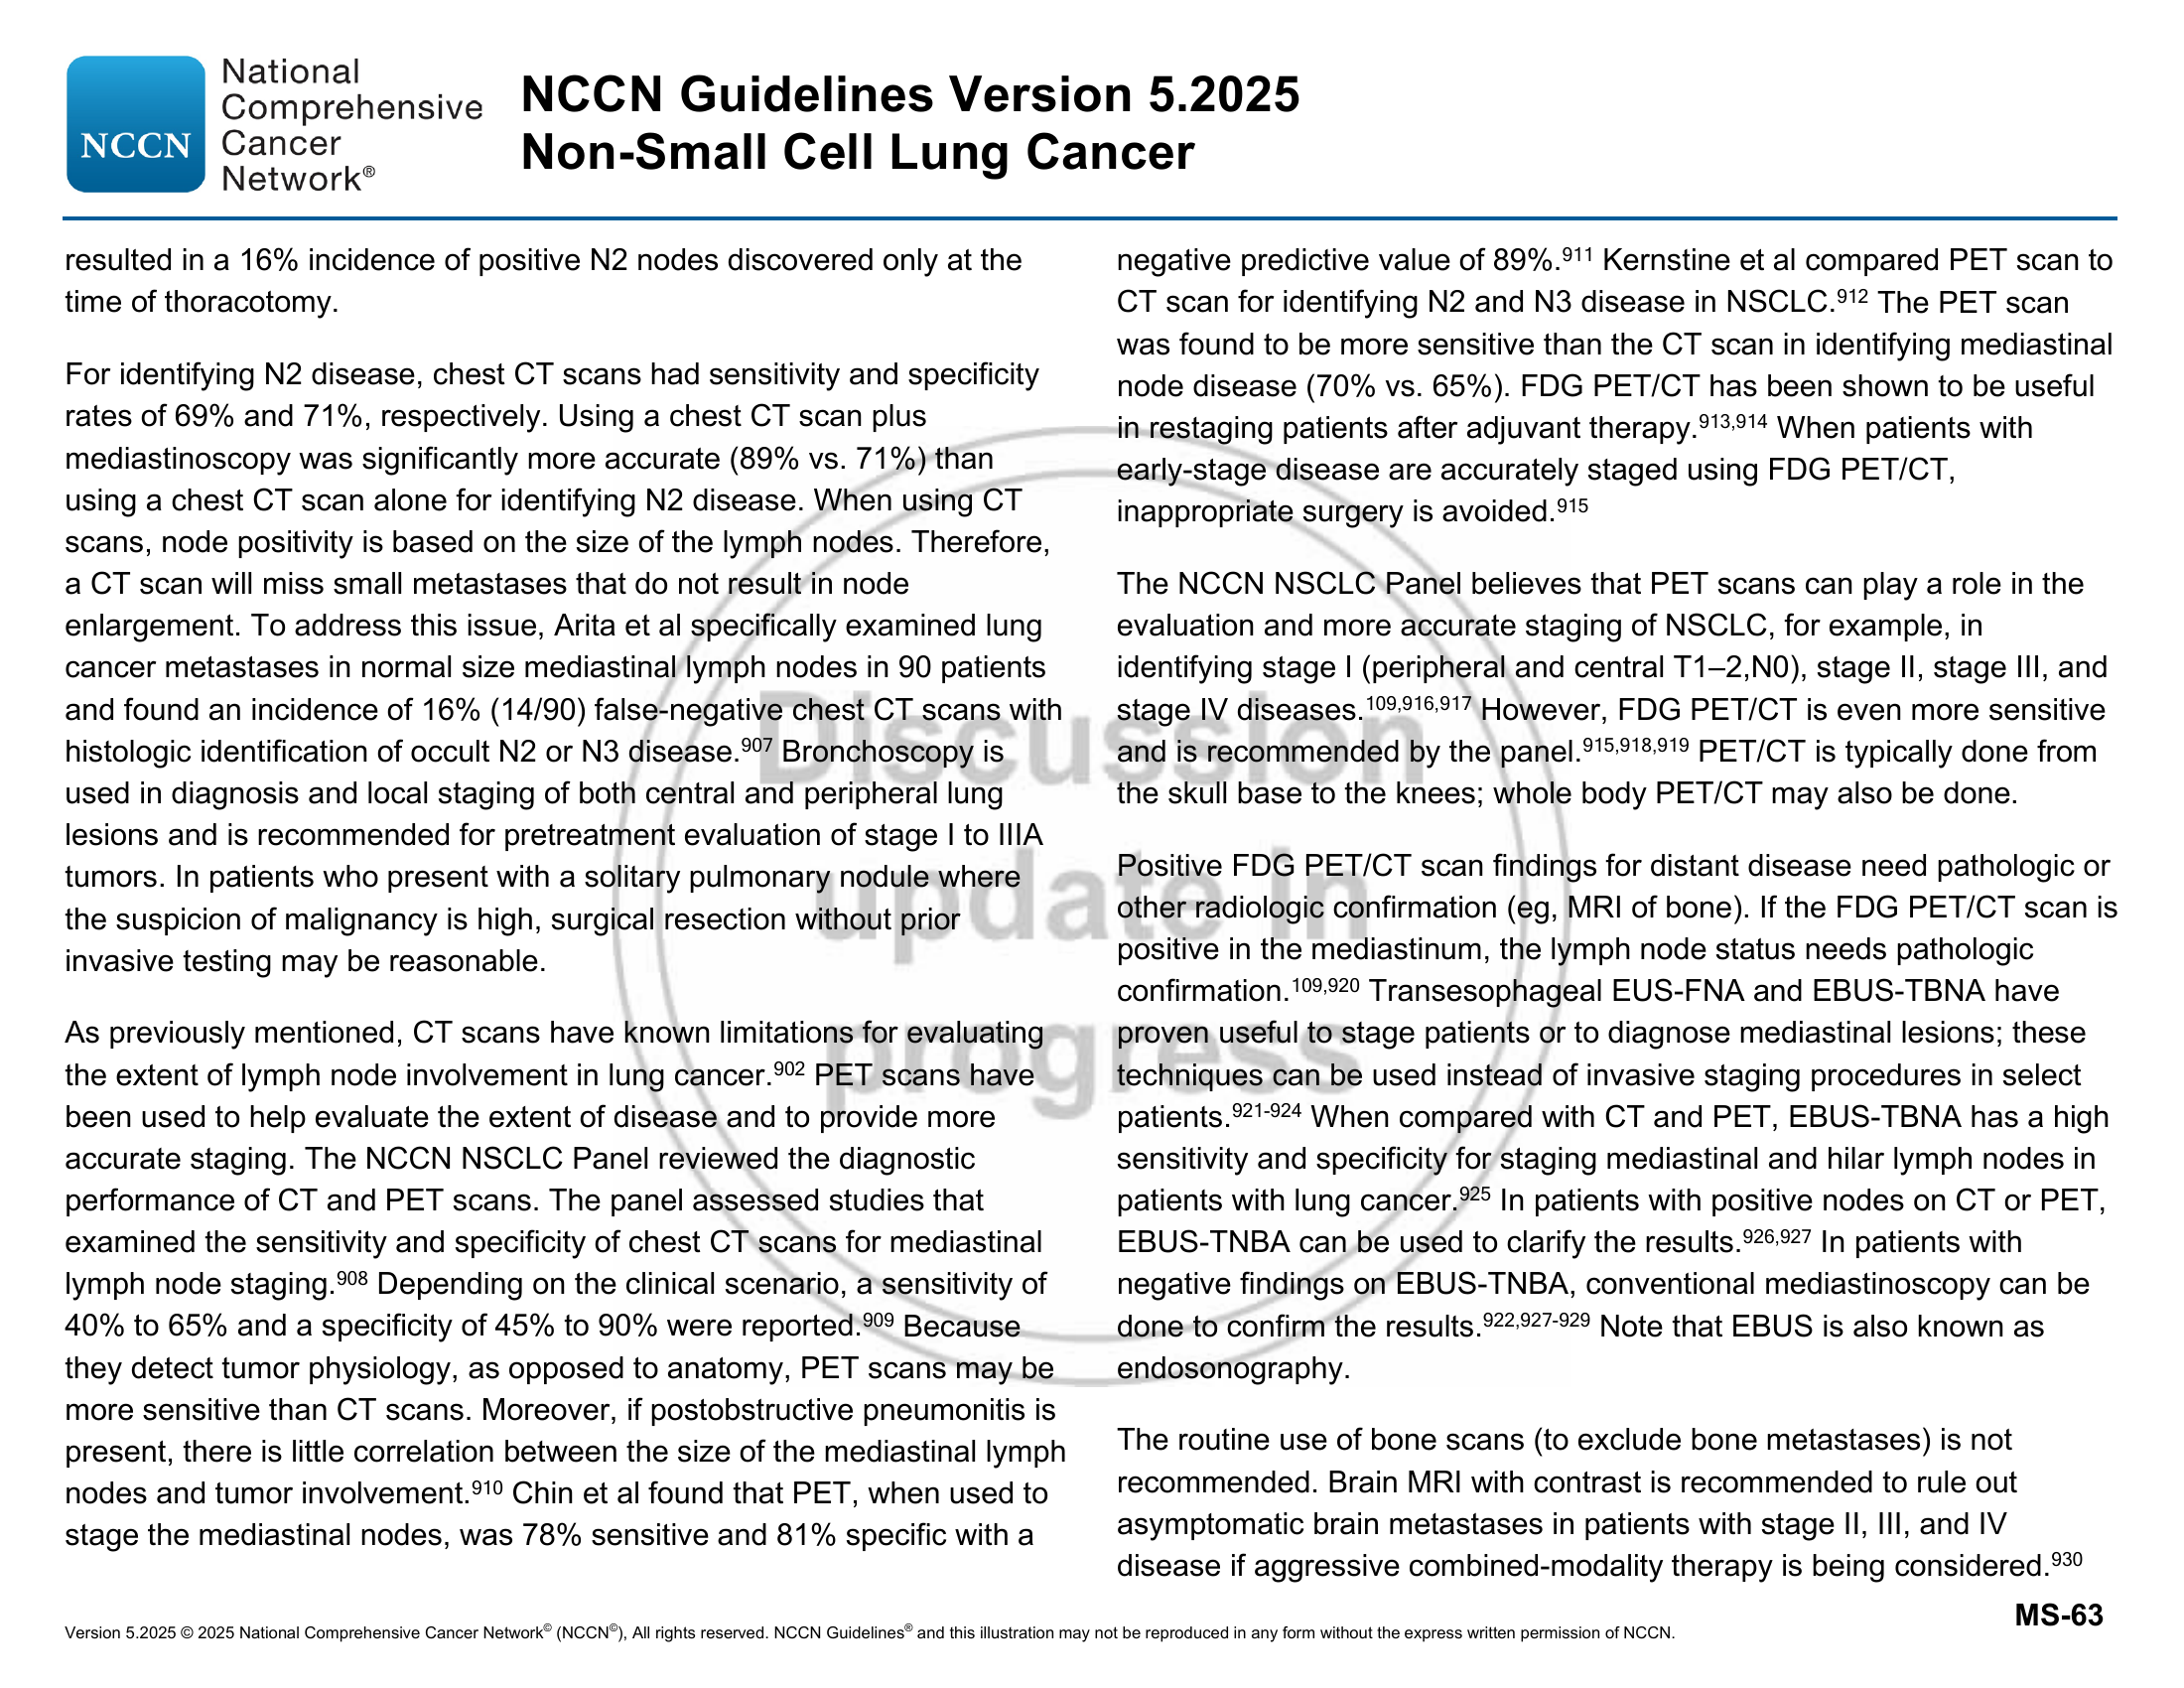 NCCN
National
Comprehensive
Cancer
Network®
NCCN Guidelines Version 5.2025
Non-Small Cell Lung Cancer
resulted in a 16% incidence of positive N2 nodes discovered only at the
time of thoracotomy.
For identifying N2 disease, chest CT scans had sensitivity and specificity
rates of 69% and 71%, respectively. Using a chest CT scan plus
mediastinoscopy was significantly more accurate (89% vs. 71%) than
using a chest CT scan alone for identifying N2 disease. When using CT
scans, node positivity is based on the size of the lymph nodes. Therefore,
a CT scan will miss small metastases that do not result in node
enlargement. To address this issue, Arita et al specifically examined lung
cancer metastases in normal size mediastinal lymph nodes in 90 patients
and found an incidence of 16% (14/90) false-negative chest CT scans with
histologic identification of occult N2 or N3 disease.907 Bronchoscopy is
used in diagnosis and local staging of both central and peripheral lung
lesions and is recommended for pretreatment evaluation of stage I to IIIA
tumors. In patients who present with a solitary pulmonary nodule where
the suspicion of malignancy is high, surgical resection without prior
invasive testing may be reasonable.
As previously mentioned, CT scans have known limitations for evaluating
the extent of lymph node involvement in lung cancer.902 PET scans have
been used to help evaluate the extent of disease and to provide more
accurate staging. The NCCN NSCLC Panel reviewed the diagnostic
performance of CT and PET scans. The panel assessed studies that
examined the sensitivity and specificity of chest CT scans for mediastinal
lymph node staging.908 Depending on the clinical scenario, a sensitivity of
40% to 65% and a specificity of 45% to 90% were reported.909 Because
they detect tumor physiology, as opposed to anatomy, PET scans may be
more sensitive than CT scans. Moreover, if postobstructive pneumonitis is
present, there is little correlation between the size of the mediastinal lymph
nodes and tumor involvement.910 Chin et al found that PET, when used to
stage the mediastinal nodes, was 78% sensitive and 81% specific with a
negative predictive value of 89%.911 Kernstine et al compared PET scan to
CT scan for identifying N2 and N3 disease in NSCLC.912 The PET scan
was found to be more sensitive than the CT scan in identifying mediastinal
node disease (70% vs. 65%). FDG PET/CT has been shown to be useful
in restaging patients after adjuvant therapy.913,914 When patients with
early-stage disease are accurately staged using FDG PET/CT,
inappropriate surgery is avoided.915
The NCCN NSCLC Panel believes that PET scans can play a role in the
evaluation and more accurate staging of NSCLC, for example, in
identifying stage I (peripheral and central T1–2,N0), stage II, stage III, and
stage IV diseases.109,916,917 However, FDG PET/CT is even more sensitive
and is recommended by the panel.915,918,919 PET/CT is typically done from
the skull base to the knees; whole body PET/CT may also be done.
Positive FDG PET/CT scan findings for distant disease need pathologic or
other radiologic confirmation (eg, MRI of bone). If the FDG PET/CT scan is
positive in the mediastinum, the lymph node status needs pathologic
confirmation.109,920 Transesophageal EUS-FNA and EBUS-TBNA have
proven useful to stage patients or to diagnose mediastinal lesions; these
techniques can be used instead of invasive staging procedures in select
patients.921-924 When compared with CT and PET, EBUS-TBNA has a high
sensitivity and specificity for staging mediastinal and hilar lymph nodes in
patients with lung cancer.925 In patients with positive nodes on CT or PET,
EBUS-TNBA can be used to clarify the results.926,927 In patients with
negative findings on EBUS-TNBA, conventional mediastinoscopy can be
done to confirm the results.922,927-929 Note that EBUS is also known as
endosonography.
The routine use of bone scans (to exclude bone metastases) is not
recommended. Brain MRI with contrast is recommended to rule out
asymptomatic brain metastases in patients with stage II, III, and IV
disease if aggressive combined-modality therapy is being considered.930
Discussion
update in
progress
MS-63
Version 5.2025 © 2025 National Comprehensive Cancer Network© (NCCN©), All rights reserved. NCCN Guidelines® and this illustration may not be reproduced in any form without the express written permission of NCCN.